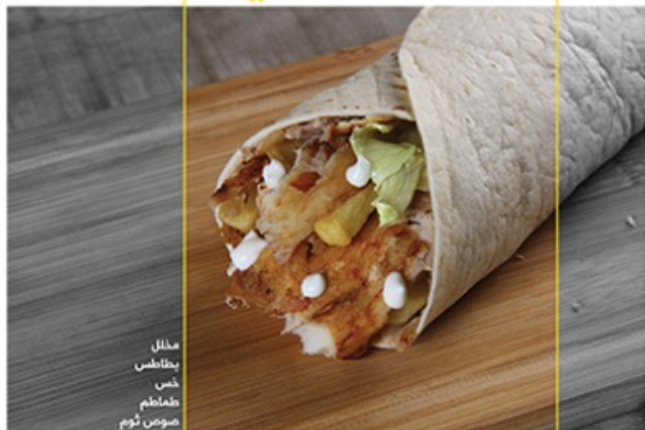 مخلل
بطاطس
خس
طماطم
صوص ثوم